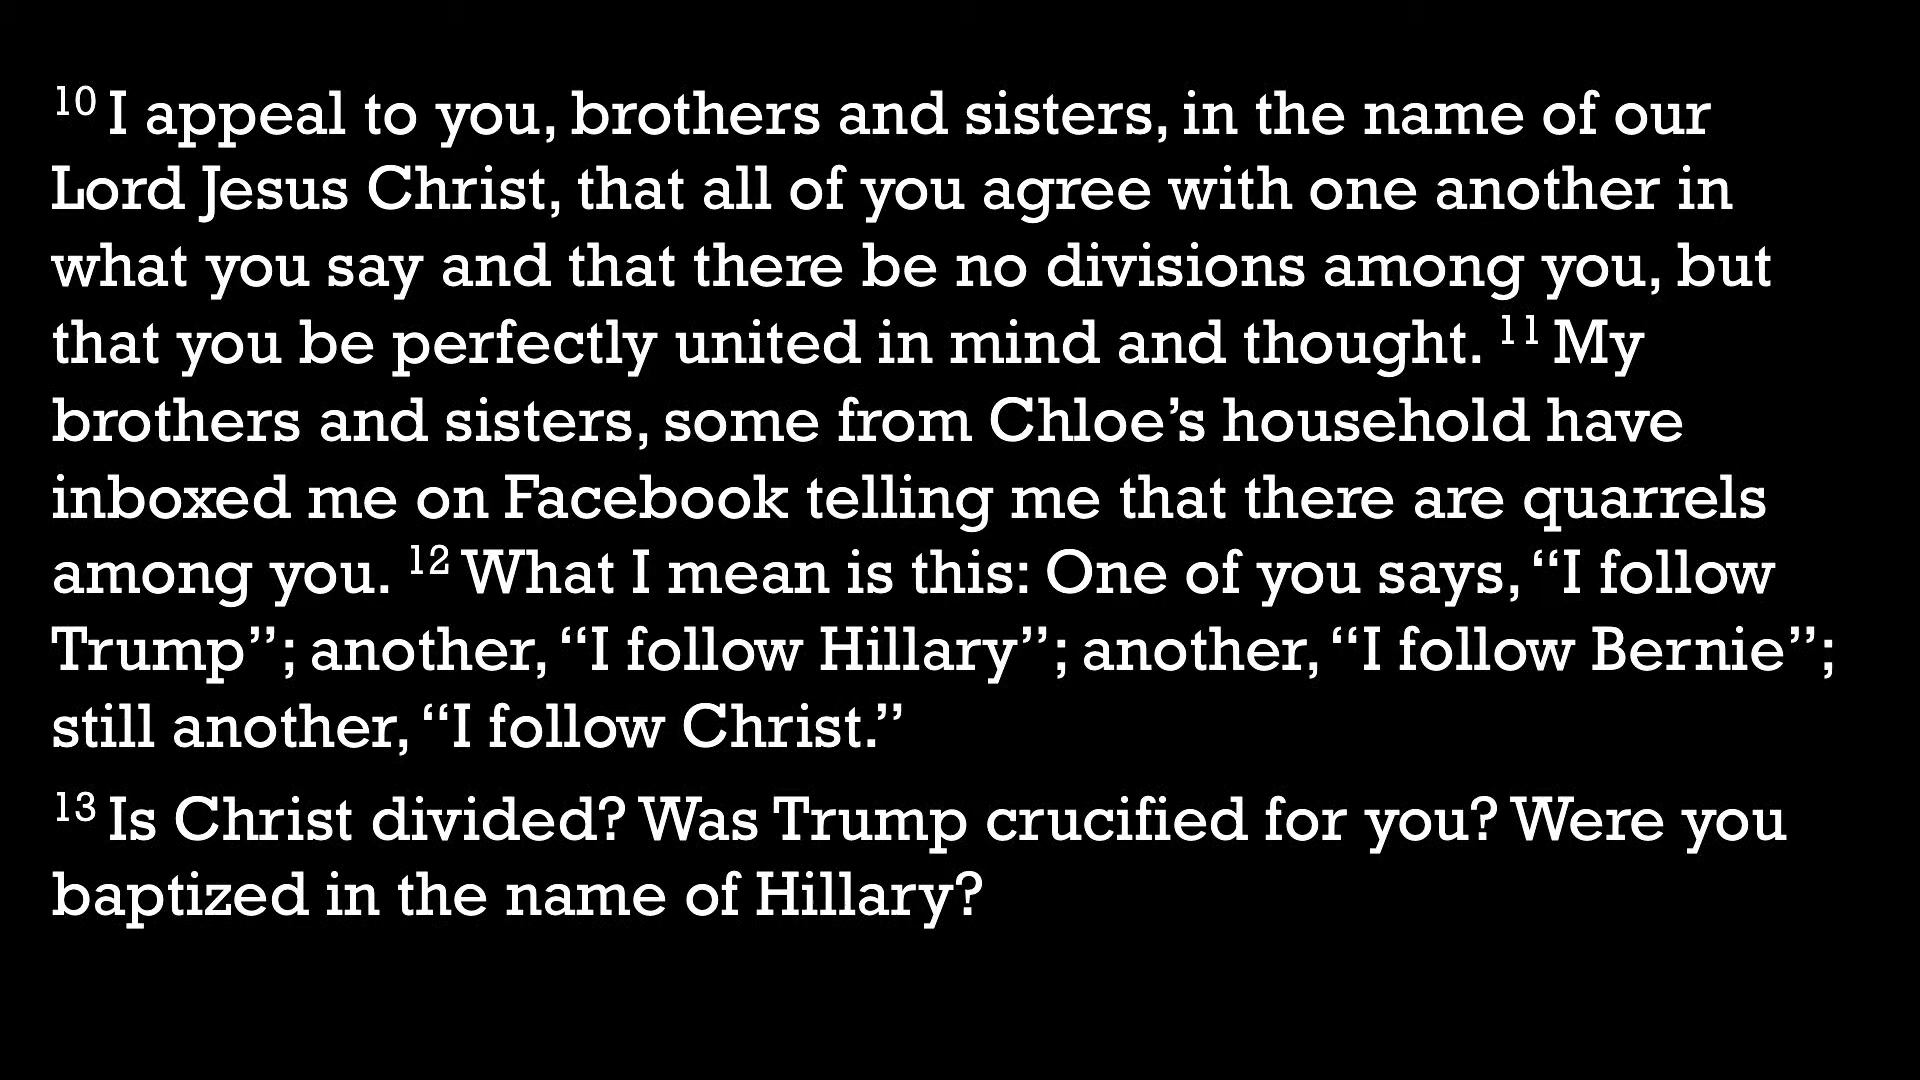 10 I appeal to you, brothers and sisters, in the name of our
Lord Jesus Christ, that all of you agree with one another in
what you say and that there be no divisions among you, but
that you be perfectly united in mind and thought. 11 My
brothers and sisters, some from Chloe’s household have
inboxed me on Facebook telling me that there are quarrels
among you. 12 What I mean is this: One of you says, “I follow
Trump”; another, “I follow Hillary”; another, “I follow Bernie”;
still another, “I follow Christ.”
13 Is Christ divided? Was Trump crucified for you? Were you
baptized in the name of Hillary?